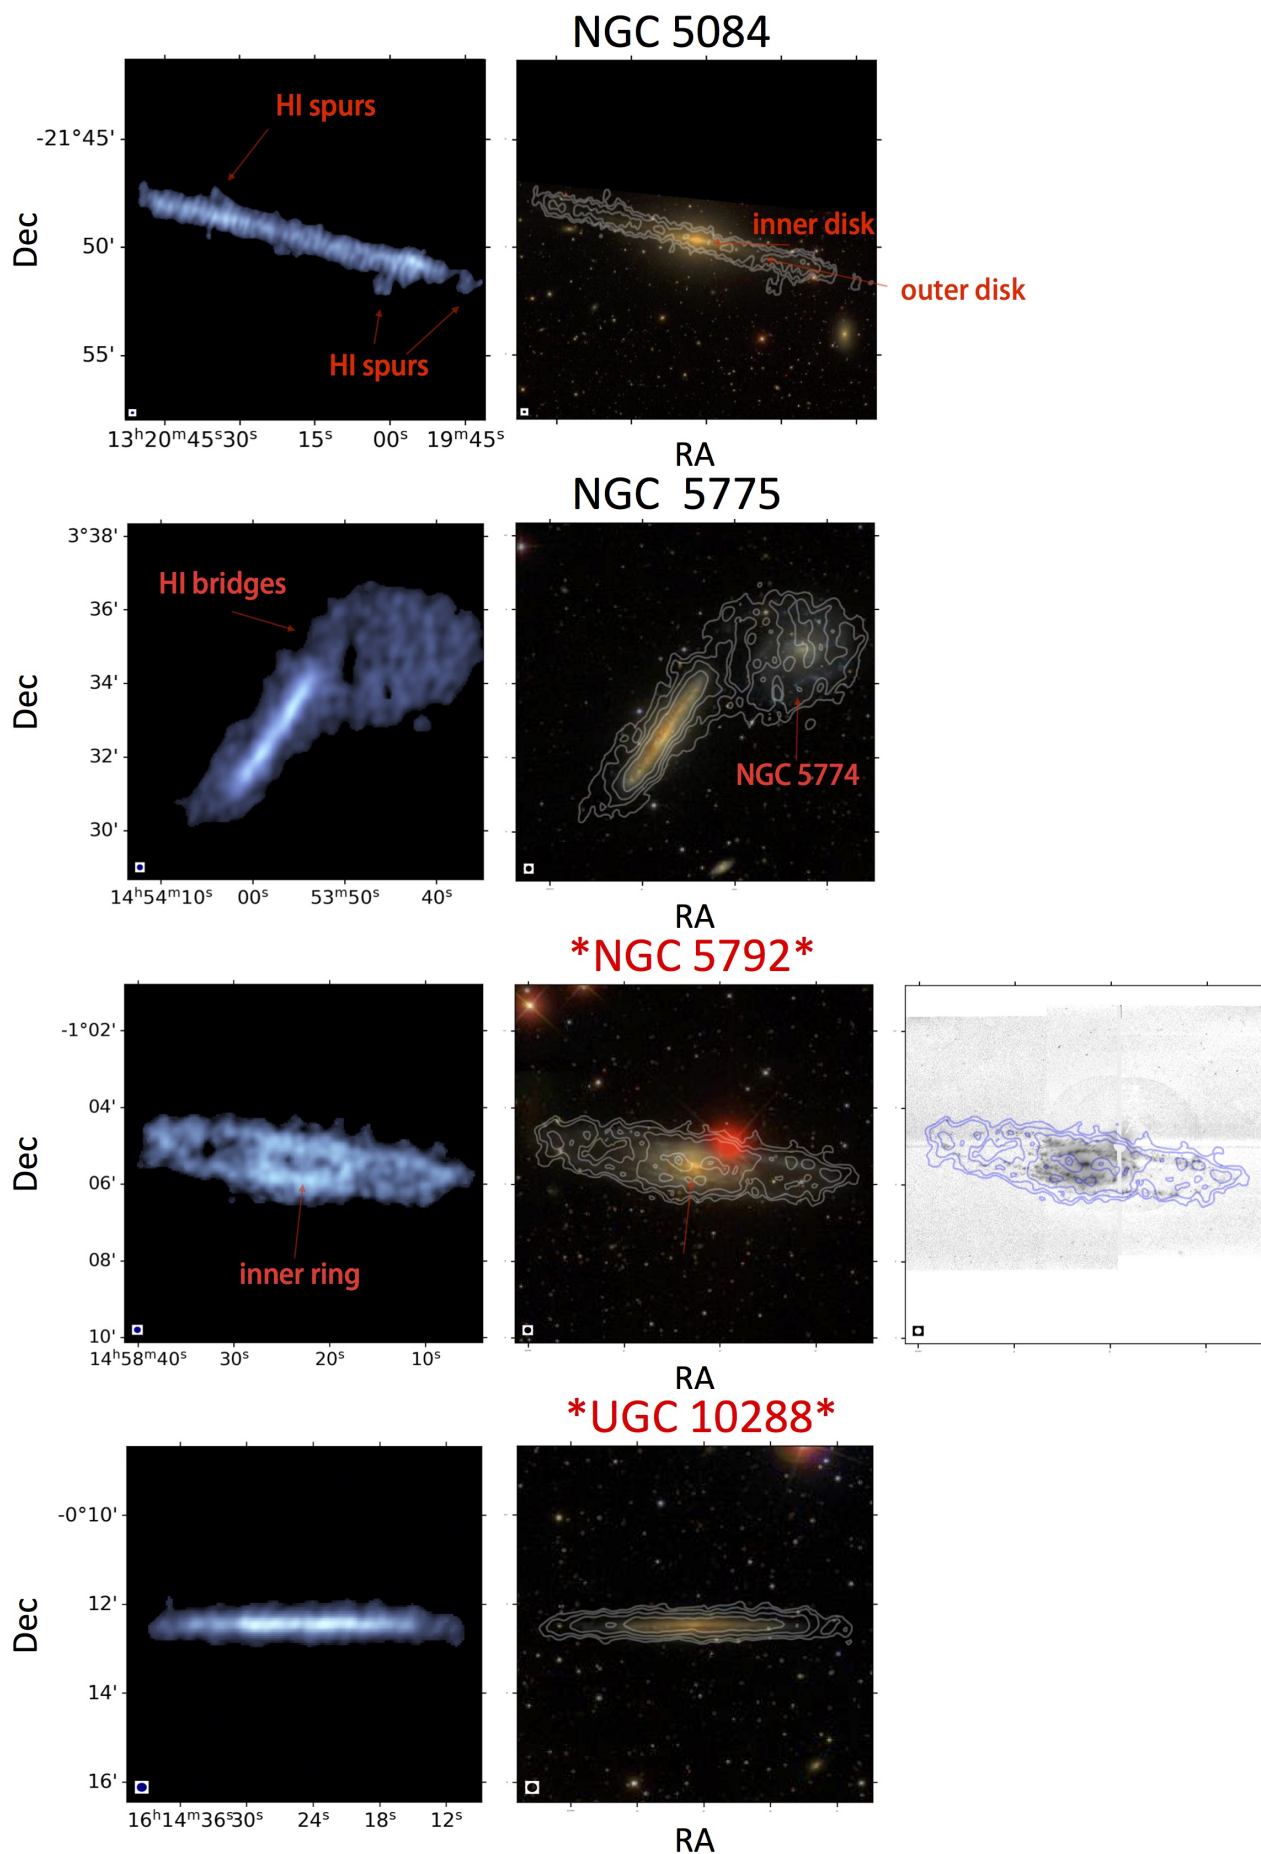 NGC 5084
HI spurs
-21°45'
Dec
50'
inner disk
outer disk
55'
HI spurs
13ʰ20ᵐ45ˢ30ˢ 15ˢ 00ˢ 19ᵐ45ˢ
RA
NGC 5775
3°38'
HI bridges
36'
34'
Dec
NGC 5774
32'
30'
14ʰ54ᵐ10ˢ 00ˢ 53ᵐ50ˢ 40ˢ
RA
*NGC 5792*
-1°02'
04'
Dec
06'
08'
inner ring
10'
14ʰ58ᵐ40ˢ 30ˢ 20ˢ 10ˢ
RA
*UGC 10288*
-0°10'
12'
Dec
14'
16'
16ʰ14ᵐ36ˢ30ˢ 24ˢ 18ˢ 12ˢ
RA